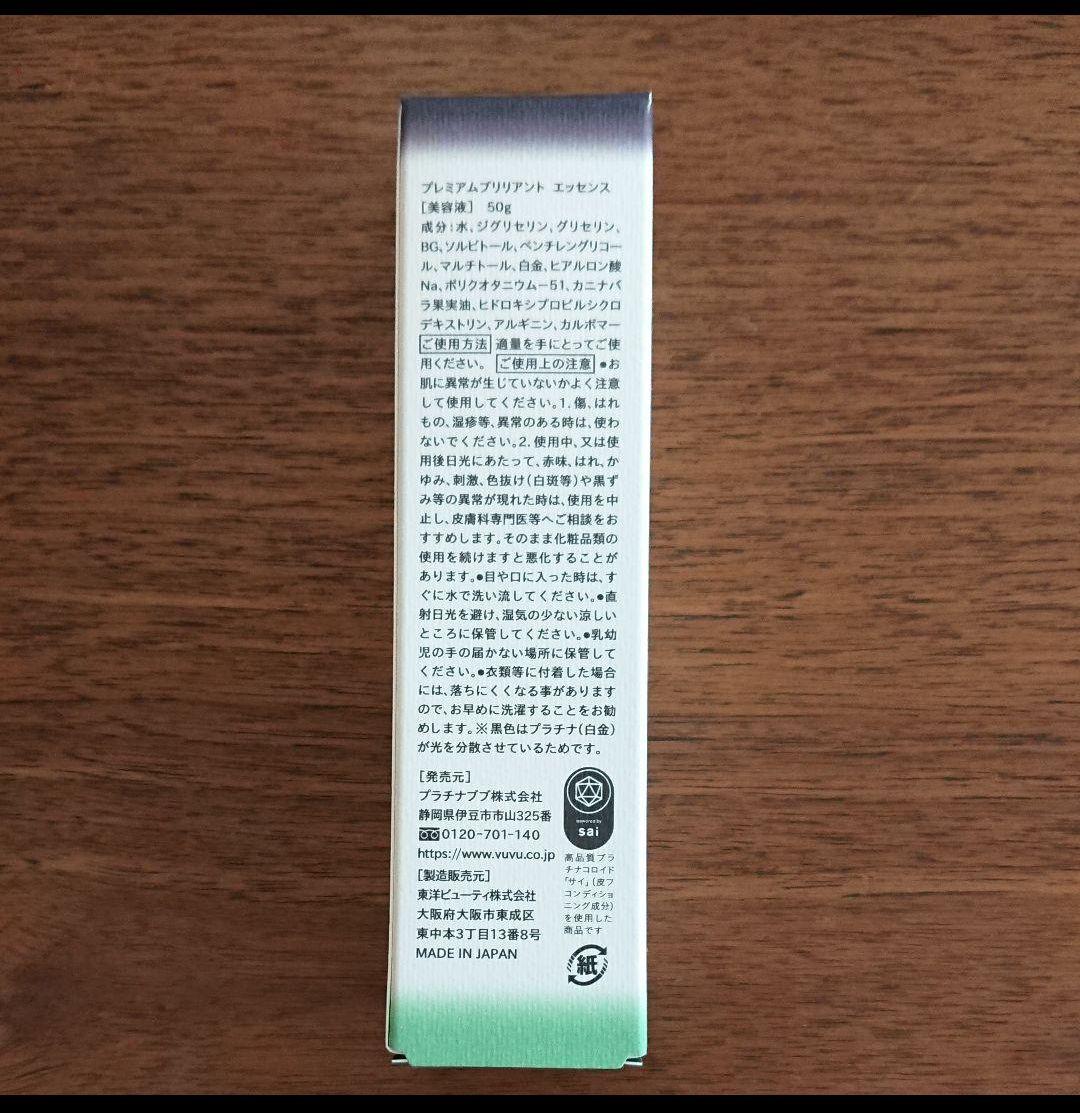 プレミアムブリリアント エッセンス
［美容液］ 50g
成分：水、ジグリセリン、グリセリン、
BG、ソルビトール、ペンチレングリコー
ル、マルチトール、白金、ヒアルロン酸
Na、ポリクオタニウム－51、カニナバ
ラ果実油、ヒドロキシプロピルシクロ
デキストリン、アルギニン、カルボマー
ご使用方法 適量を手にとってご使
用ください。 ご使用上の注意 ●お
肌に異常が生じていないかよく注意
して使用してください。1. 傷、はれ
もの、湿疹等、異常のある時は、使わ
ないでください。2. 使用中、又は使
用後日光にあたって、赤味、はれ、か
ゆみ、刺激、色抜け（白斑等）や黒ず
み等の異常が現れた時は、使用を中
止し、皮膚科専門医等へご相談をお
すすめします。そのまま化粧品類の
使用を続けますと悪化することが
あります。●目や口に入った時は、す
ぐに水で洗い流してください。●直
射日光を避け、湿気の少ない涼しい
ところに保管してください。●乳幼
児の手の届かない場所に保管して
ください。●衣類等に付着した場合
には、落ちにくくなる事があります
ので、お早めに洗濯することをお勧
めします。※黒色はプラチナ（白金）
が光を分散させているためです。
［発売元］
プラチナブブ株式会社
静岡県伊豆市市山325番
0120-701-140
https://www.vuvu.co.jp
［製造販売元］
東洋ビューティ株式会社
大阪府大阪市東成区
東中本3丁目13番8号
MADE IN JAPAN
powered by
sai
高品質プラ
チナコロイド
「サイ」（皮フ
コンディショ
ニング成分）
を使用した
商品です
紙